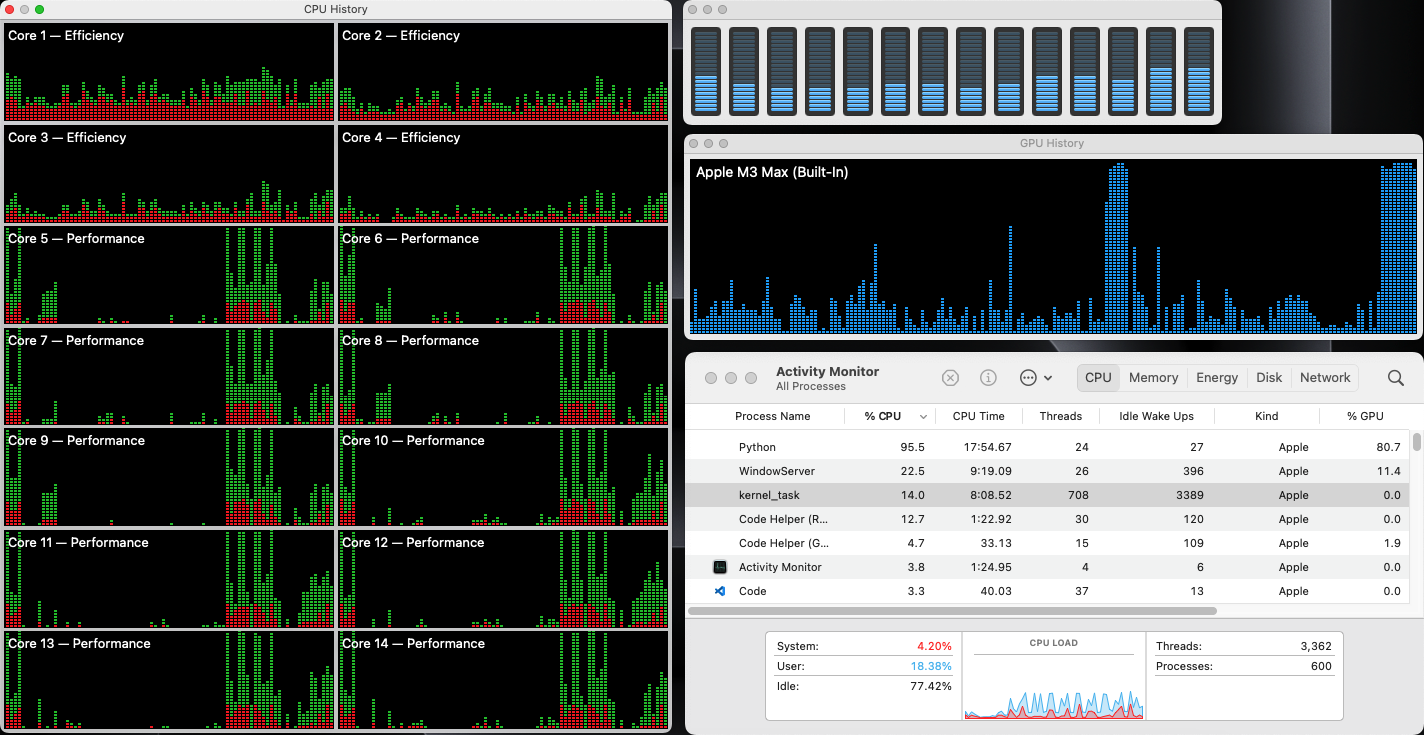 CPU History
Core 1 — Efficiency
Core 2 — Efficiency
Core 3 — Efficiency
Core 4 — Efficiency
Core 5 — Performance
Core 6 — Performance
Core 7 — Performance
Core 8 — Performance
Core 9 — Performance
Core 10 — Performance
Core 11 — Performance
Core 12 — Performance
Core 13 — Performance
Core 14 — Performance
GPU History
Apple M3 Max (Built-In)
Activity Monitor
All Processes
CPU Memory Energy Disk Network
Process Name % CPU CPU Time Threads Idle Wake Ups Kind % GPU
Python 95.5 17:54.67 24 27 Apple 80.7
WindowServer 22.5 9:19.09 26 396 Apple 11.4
kernel_task 14.0 8:08.52 708 3389 Apple 0.0
Code Helper (R... 12.7 1:22.92 30 120 Apple 0.0
Code Helper (G... 4.7 33.13 15 109 Apple 1.9
Activity Monitor 3.8 1:24.95 4 6 Apple 0.0
Code 3.3 40.03 37 13 Apple 0.0
System: 4.20%
User: 18.38%
Idle: 77.42%
CPU LOAD
Threads: 3,362
Processes: 600